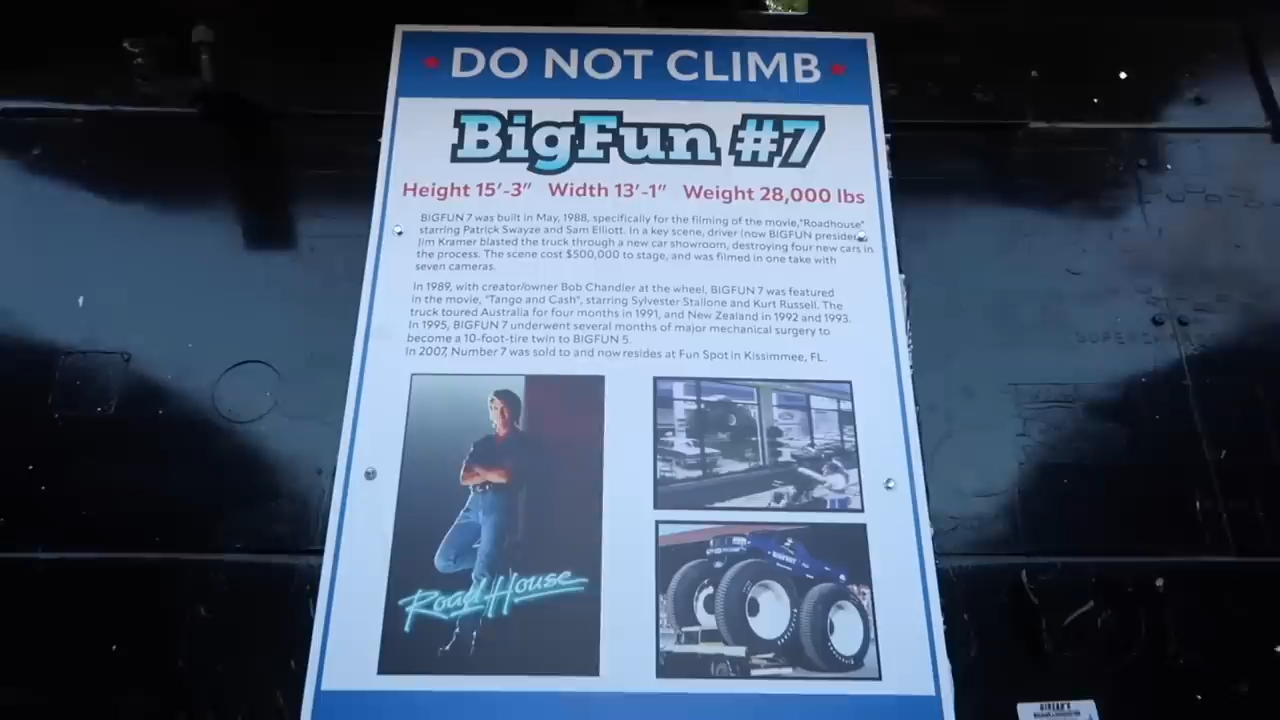 DO NOT CLIMB
BigFun #7
Height 15'-3" Width 13'-1" Weight 28,000 lbs
BIGFUN 7 was built in May, 1988, specifically for the filming of the movie,"Roadhouse"
starring Patrick Swayze and Sam Elliott. In a key scene, driver (now BIGFUN
Jim Kramer blasted the truck through a new car showroom, destroying four new cars in
the process. The scene cost $500,000 to stage, and was filmed in one take with
seven cameras.
In 1989, with creator/owner Bob Chandler at the wheel, BIGFUN 7 was featured
in the movie, "Tango and Cash", starring Sylvester Stallone and Kurt Russell. The
truck toured Australia for four months in 1991, and New Zealand in 1992 and 1993.
In 1995, BIGFUN 7 underwent several months of major mechanical surgery to
become a 10-foot-tire twin to BIGFUN 5.
In 2007, Number 7 was sold to and now resides at Fun Spot in Kissimmee, FL.
Road House